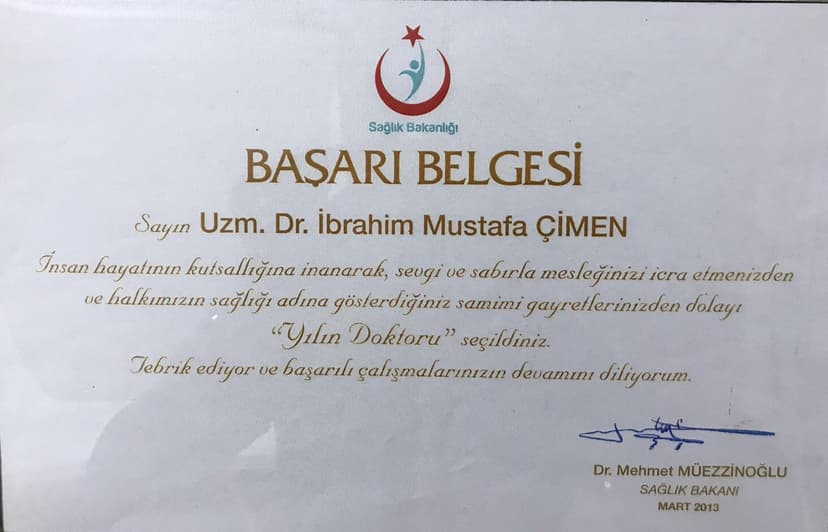 Sağlık Bakanlığı
BAŞARI BELGESİ
Sayın Uzm. Dr. İbrahim Mustafa ÇİMEN
İnsan hayatının kutsallığına inanarak, sevgi ve sabırla mesleğinizi icra etmenizden
ve halkımızın sağlığı adına gösterdiğiniz samimi gayretlerinizden dolayı
“Yılın Doktoru” seçildiniz.
Tebrik ediyor ve başarılı çalışmalarınızın devamını diliyorum.
Dr. Mehmet MÜEZZİNOĞLU
SAĞLIK BAKANI
MART 2013